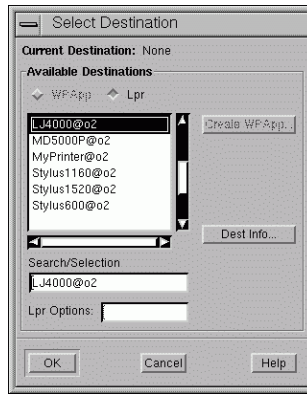 Select Destination
Current Destination: None
Available Destinations
WPApp Lpr
LJ4000@o2
MD5000P@o2
MyPrinter@o2
Stylus1160@o2
Stylus1520@o2
Stylus600@o2
Create WPApp...
Dest Info...
Search/Selection
LJ4000@o2
Lpr Options:
OK Cancel Help